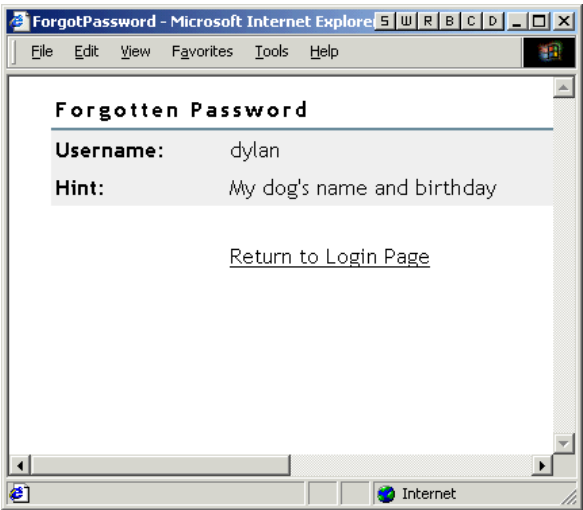 ForgotPassword - Microsoft Internet Explorer S W R B C D
File Edit View Favorites Tools Help
Forgotten Password
Username: dylan
Hint: My dog's name and birthday
Return to Login Page
Internet